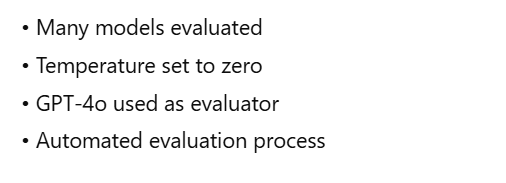 • Many models evaluated
• Temperature set to zero
• GPT-4o used as evaluator
• Automated evaluation process